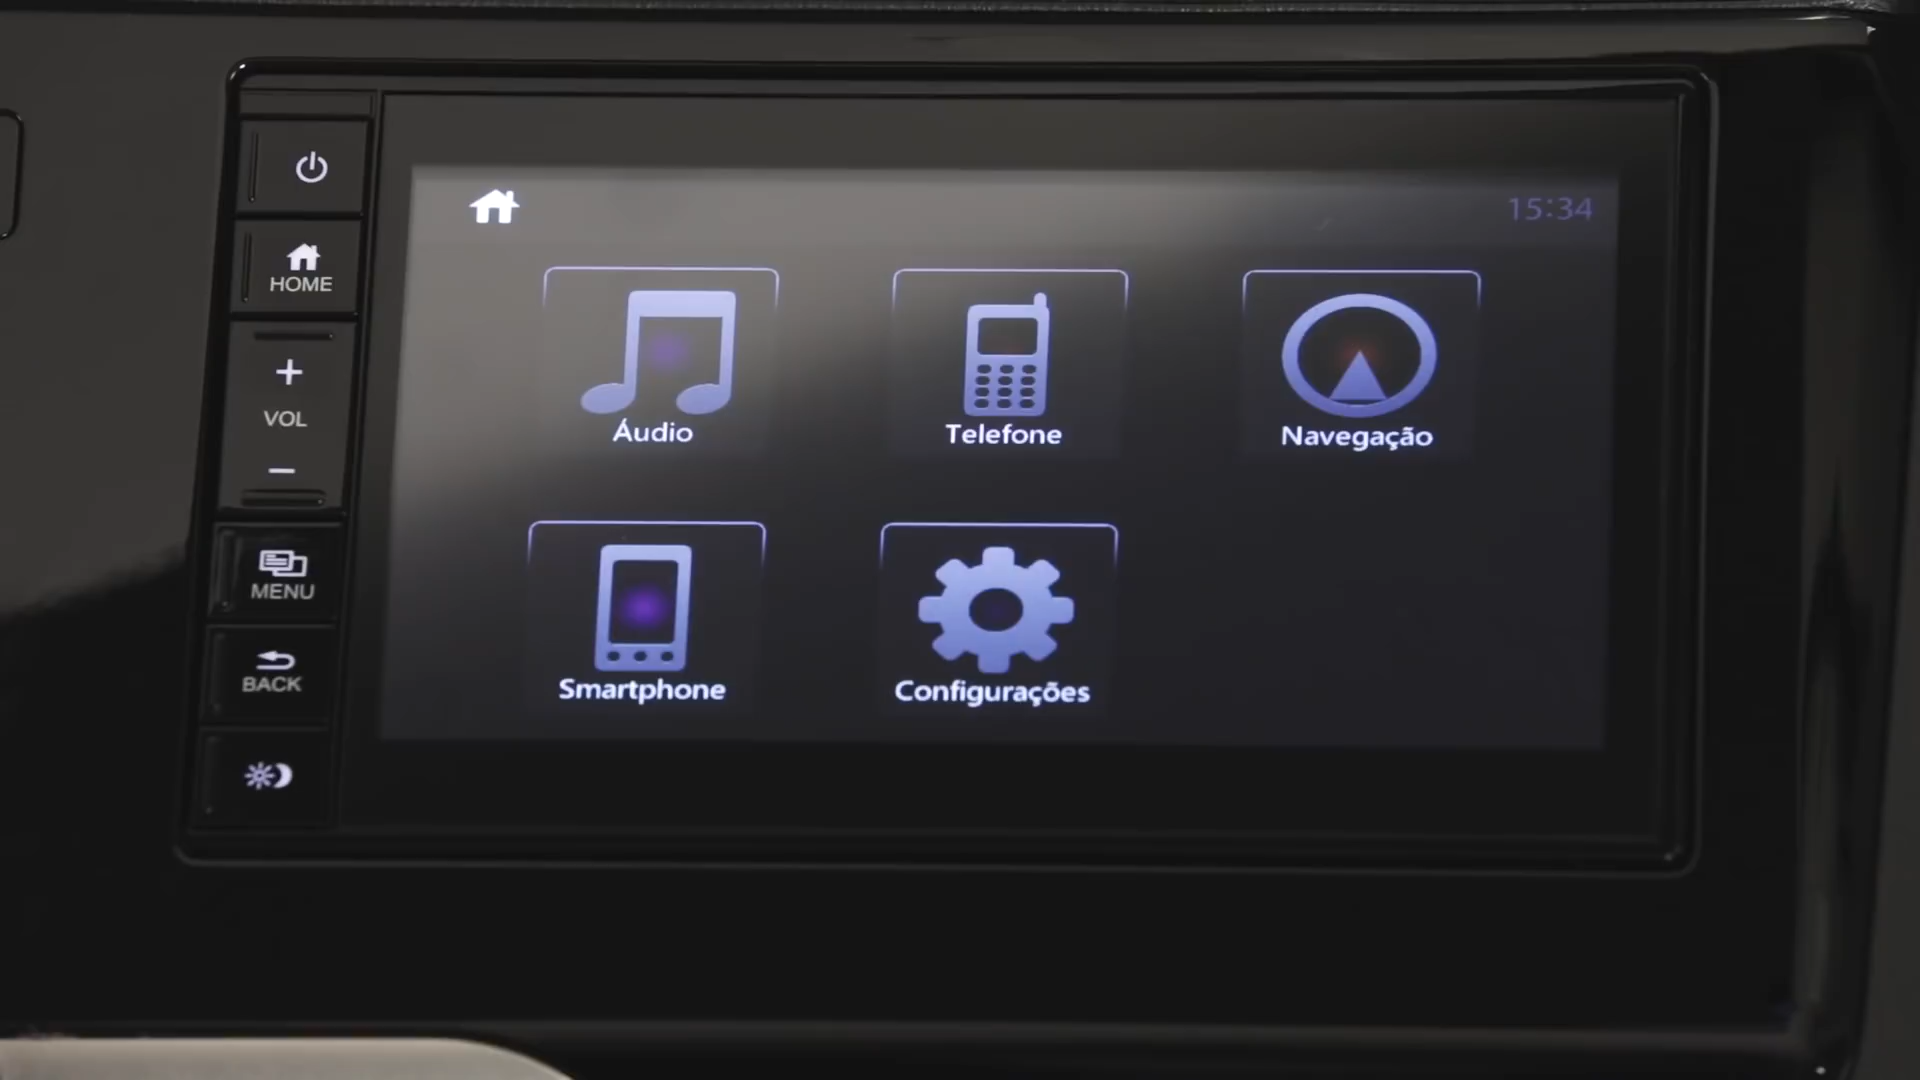 15:34
HOME
+
VOL
−
MENU
BACK
Áudio
Telefone
Navegação
Smartphone
Configurações